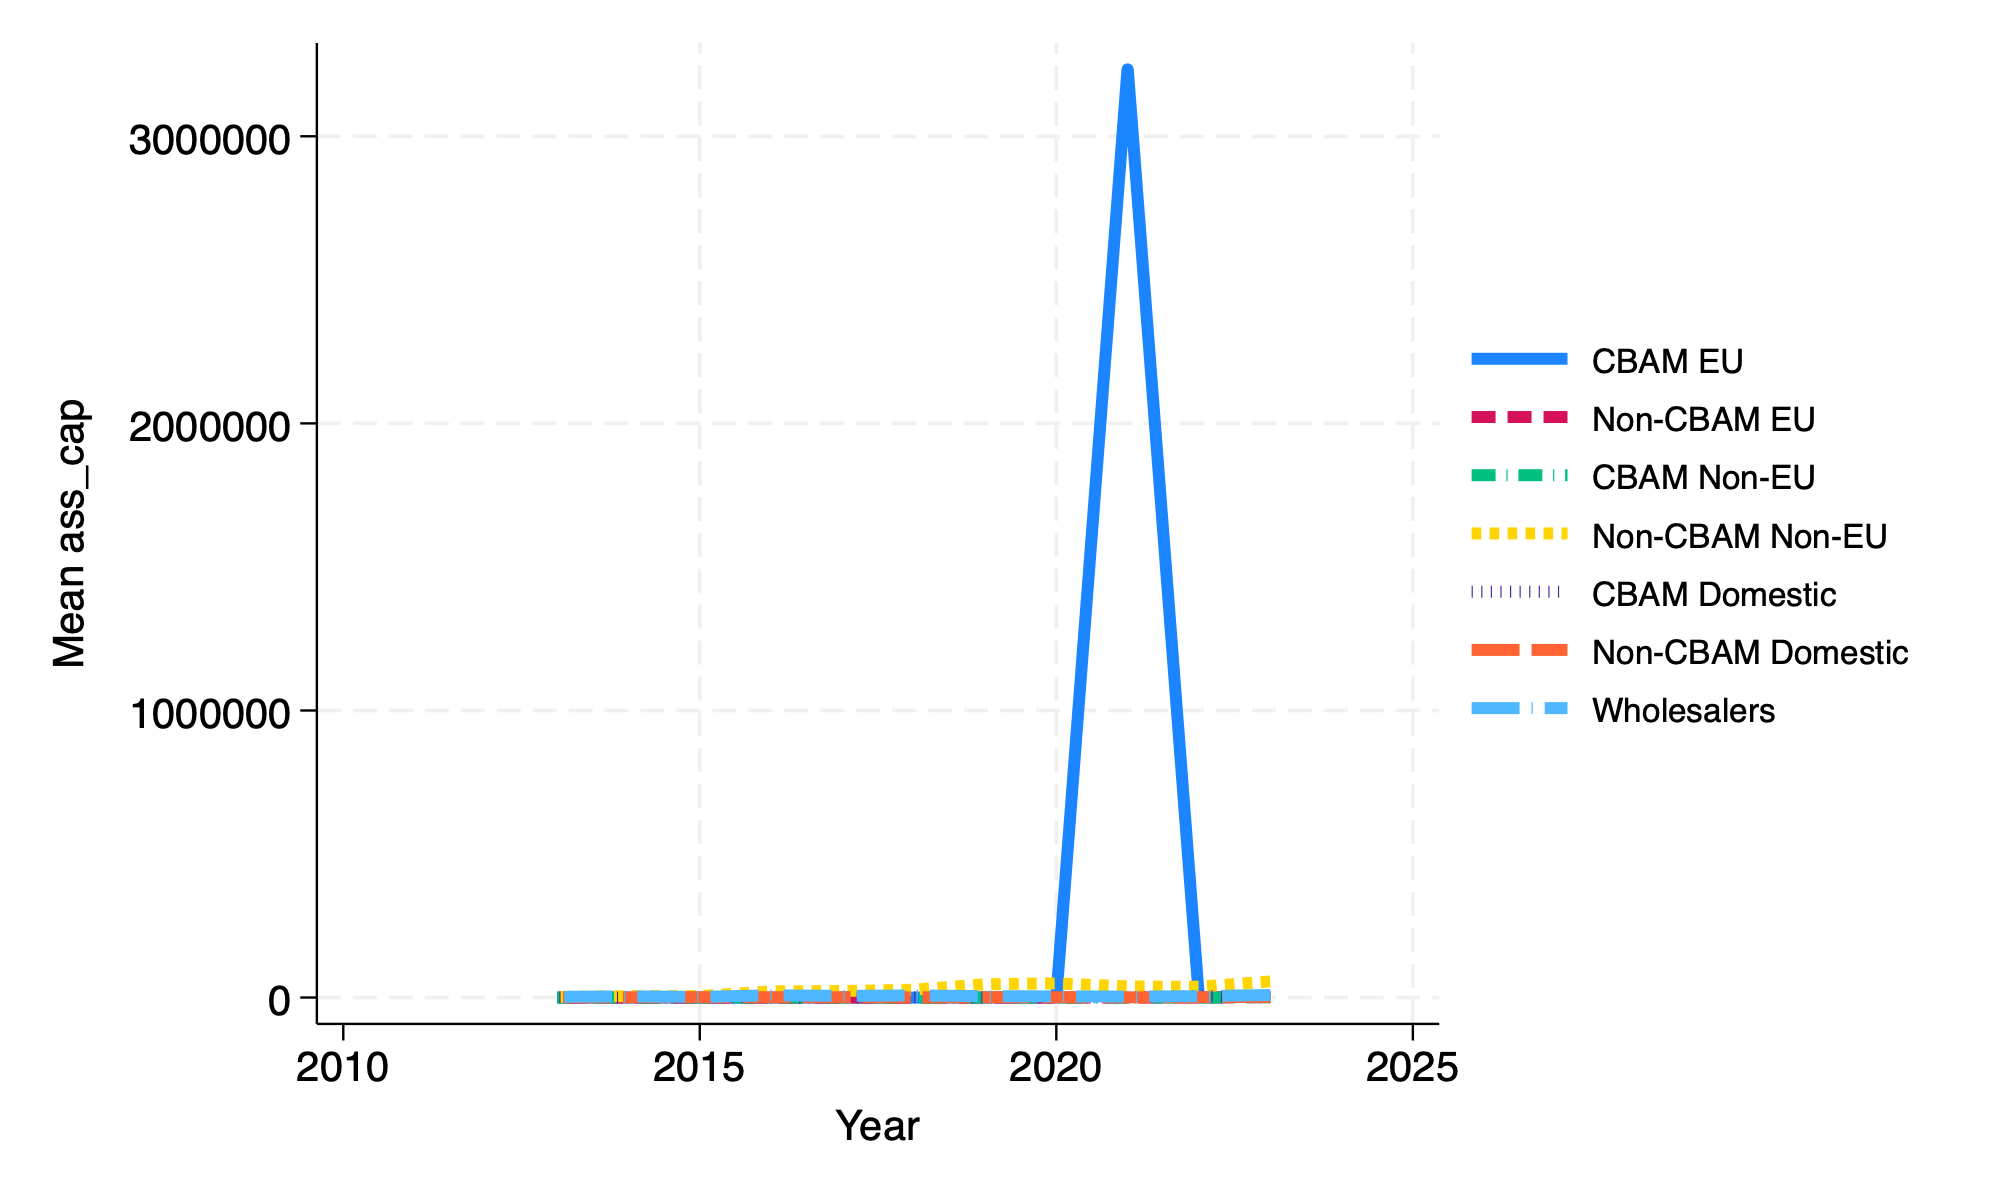 Mean ass_cap
3000000
2000000
1000000
0
2010
2015
2020
2025
Year
CBAM EU
Non-CBAM EU
CBAM Non-EU
Non-CBAM Non-EU
CBAM Domestic
Non-CBAM Domestic
Wholesalers